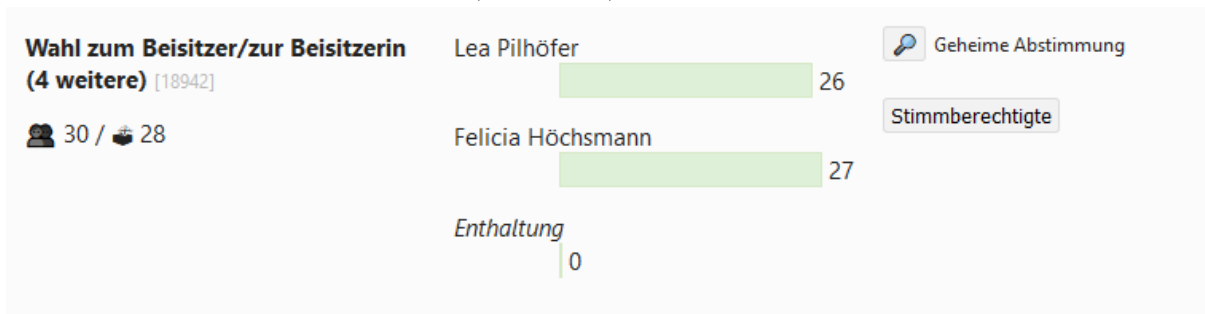 Wahl zum Beisitzer/zur Beisitzerin
(4 weitere) [18942]
30 / 28
Lea Pilhöfer
26
Felicia Höchsmann
27
Enthaltung
0
Geheime Abstimmung
Stimmberechtigte